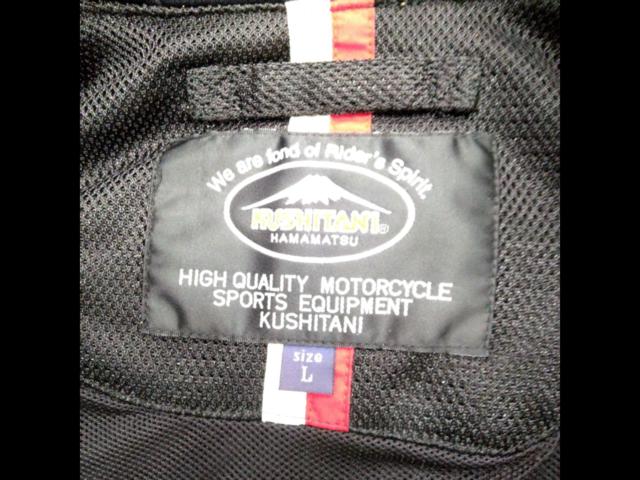 We are fond of Rider's Spirit.
KUSHITANI®
HAMAMATSU
HIGH QUALITY MOTORCYCLE
SPORTS EQUIPMENT
KUSHITANI
size
L